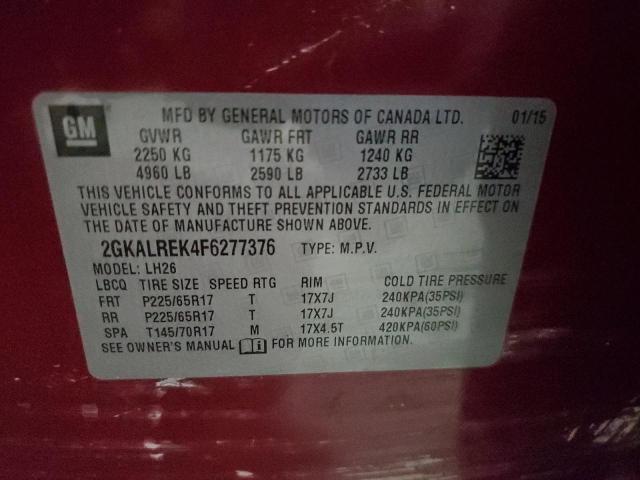 GM MFD BY GENERAL MOTORS OF CANADA LTD. 01/15
GVWR GAWR FRT GAWR RR
2250 KG 1175 KG 1240 KG
4960 LB 2590 LB 2733 LB
THIS VEHICLE CONFORMS TO ALL APPLICABLE U.S. FEDERAL MOTOR
VEHICLE SAFETY AND THEFT PREVENTION STANDARDS IN EFFECT ON
THE DATE OF MANUFACTURE SHOWN ABOVE.
2GKALREK4F6277376 TYPE: M.P.V.
MODEL: LH26
LBCQ TIRE SIZE SPEED RTG RIM COLD TIRE PRESSURE
FRT P225/65R17 T 17X7J 240KPA(35PSI)
RR P225/65R17 T 17X7J 240KPA(35PSI)
SPA T145/70R17 M 17X4.5T 420KPA(60PSI)
SEE OWNER'S MANUAL i FOR MORE INFORMATION.